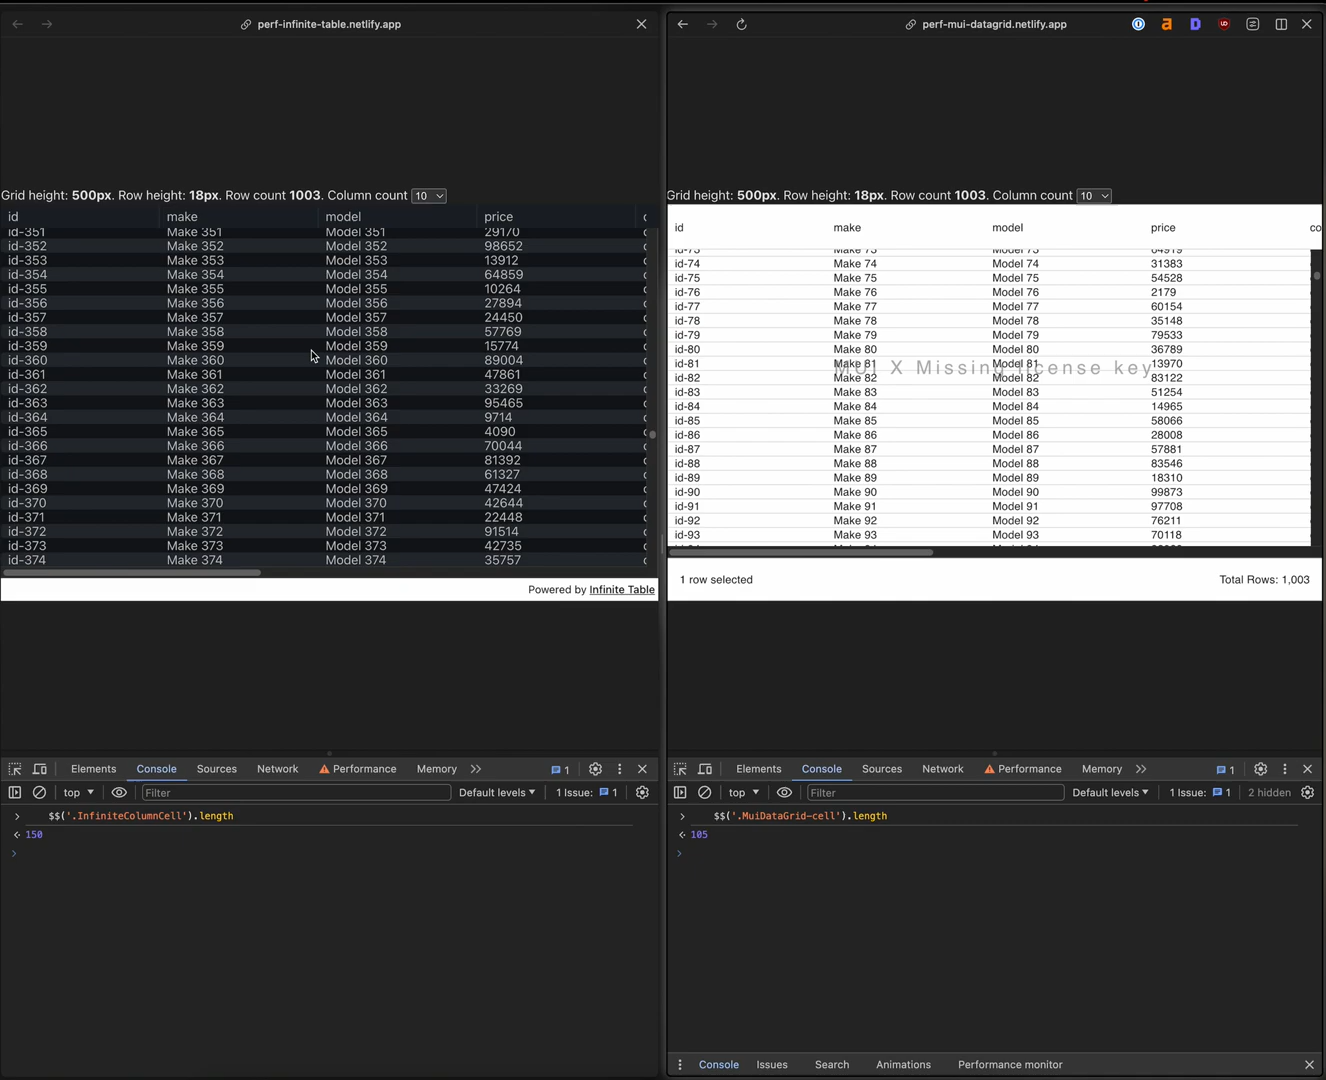 perf-infinite-table.netlify.app
Grid height: 500px. Row height: 18px. Row count 1003. Column count 10
id make model price c
id-351 Make 351 Model 351 29170
id-352 Make 352 Model 352 98652 c
id-353 Make 353 Model 353 13912 c
id-354 Make 354 Model 354 64859 c
id-355 Make 355 Model 355 10264 c
id-356 Make 356 Model 356 27894 c
id-357 Make 357 Model 357 24450 c
id-358 Make 358 Model 358 57769 c
id-359 Make 359 Model 359 15774 c
id-360 Make 360 Model 360 89004 c
id-361 Make 361 Model 361 47861 c
id-362 Make 362 Model 362 33269 c
id-363 Make 363 Model 363 95465 c
id-364 Make 364 Model 364 9714 c
id-365 Make 365 Model 365 4090 c
id-366 Make 366 Model 366 70044 c
id-367 Make 367 Model 367 81392 c
id-368 Make 368 Model 368 61327 c
id-369 Make 369 Model 369 47424 c
id-370 Make 370 Model 370 42644 c
id-371 Make 371 Model 371 22448 c
id-372 Make 372 Model 372 91514 c
id-373 Make 373 Model 373 42735 c
id-374 Make 374 Model 374 35757 c
Powered by Infinite Table
Elements Console Sources Network Performance Memory 1
top Filter Default levels 1 Issue: 1
> $$('.InfiniteColumnCell').length
150
>
perf-mui-datagrid.netlify.app
Grid height: 500px. Row height: 18px. Row count 1003. Column count 10
id make model price co
id-73 Make 73 Model 73 64919
id-74 Make 74 Model 74 31383
id-75 Make 75 Model 75 54528
id-76 Make 76 Model 76 2179
id-77 Make 77 Model 77 60154
id-78 Make 78 Model 78 35148
id-79 Make 79 Model 79 79533
id-80 Make 80 Model 80 36789
id-81 Make 81 Model 81 13970
MUI X Missing license key
id-82 Make 82 Model 82 83122
id-83 Make 83 Model 83 51254
id-84 Make 84 Model 84 14965
id-85 Make 85 Model 85 58066
id-86 Make 86 Model 86 28008
id-87 Make 87 Model 87 57881
id-88 Make 88 Model 88 83546
id-89 Make 89 Model 89 18310
id-90 Make 90 Model 90 99873
id-91 Make 91 Model 91 97708
id-92 Make 92 Model 92 76211
id-93 Make 93 Model 93 70118
1 row selected Total Rows: 1,003
Elements Console Sources Network Performance Memory 1
top Filter Default levels 1 Issue: 1 2 hidden
> $$('.MuiDataGrid-cell').length
105
>
Console Issues Search Animations Performance monitor